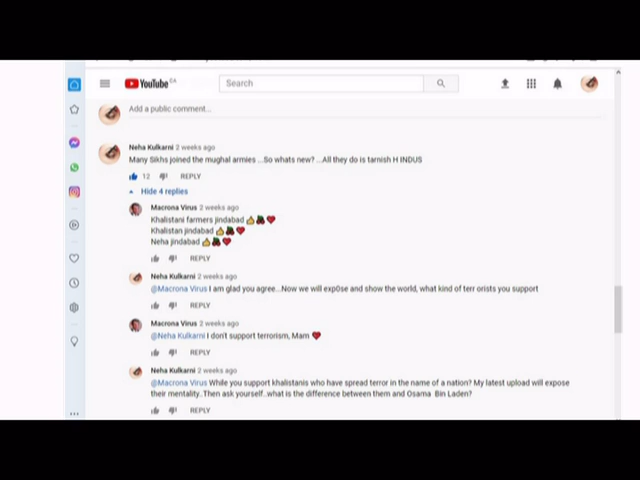 YouTube CA
Search
Add a public comment...
Neha Kulkarni 2 weeks ago
Many Sikhs joined the mughal armies ...So whats new? ...All they do is tarnish H INDUS
12 REPLY
Hide 4 replies
Macrona Virus 2 weeks ago
Khalistani farmers jindabad 👍🍒❤️
Khalistan jindabad 👍🍒❤️
Neha jindabad 👍🍒❤️
REPLY
Neha Kulkarni 2 weeks ago
@Macrona Virus I am glad you agree...Now we will exp0se and show the world, what kind of terr orists you support
REPLY
Macrona Virus 2 weeks ago
@Neha Kulkarni I don't support terrorism, Mam ❤️
REPLY
Neha Kulkarni 2 weeks ago
@Macrona Virus While you support khalistanis who have spread terror in the name of a nation? My latest upload will expose
their mentality..Then ask yourself..what is the difference between them and Osama Bin Laden?
REPLY